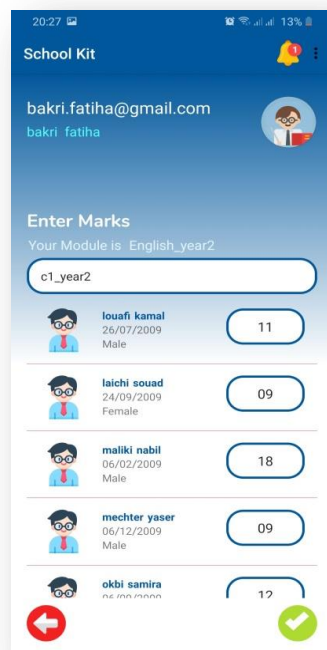 20:27 13%
School Kit
1
bakri.fatiha@gmail.com
bakri fatiha
Enter Marks
Your Module is English_year2
c1_year2
louafi kamal
26/07/2009
Male
11
laichi souad
24/09/2009
Female
09
maliki nabil
06/02/2009
Male
18
mechter yaser
06/12/2009
Male
09
okbi samira
12